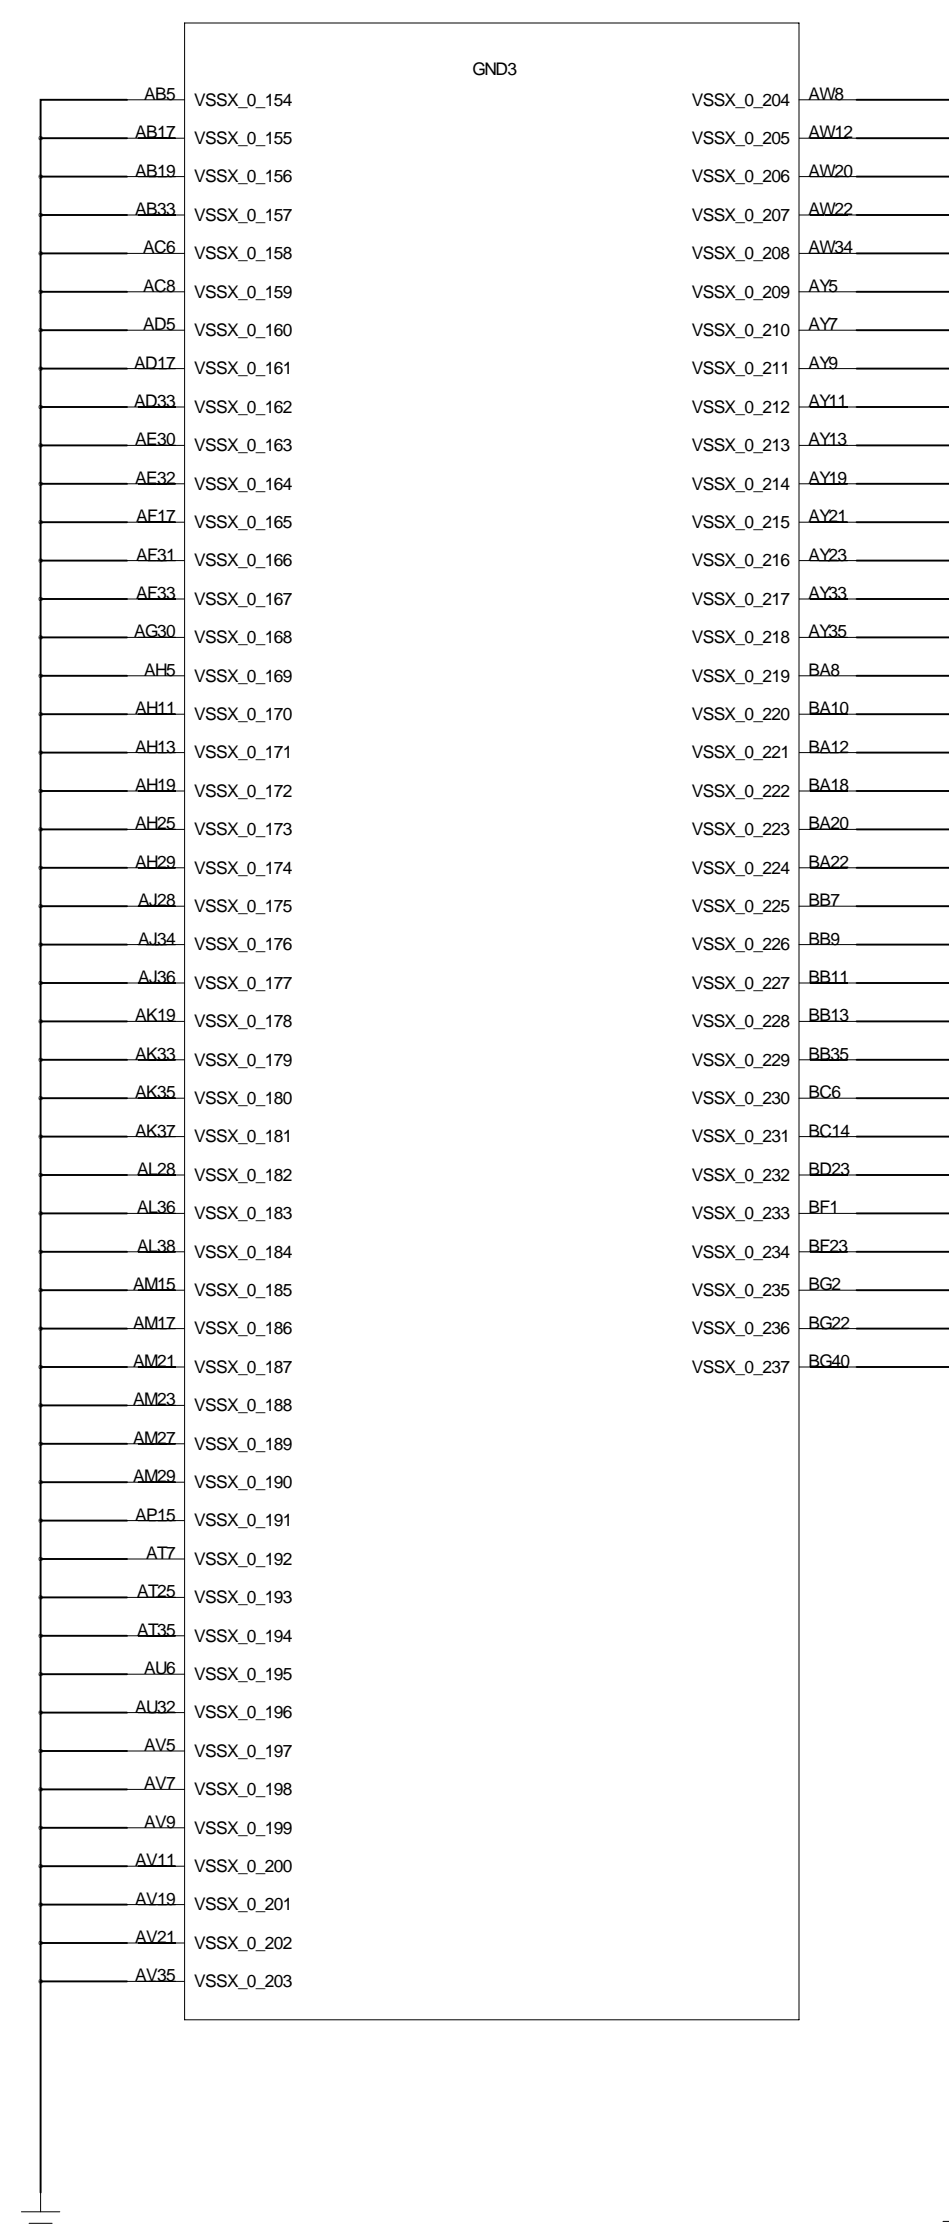 GND3
AB5 VSSX_0_154 VSSX_0_204 AW8
AB17 VSSX_0_155 VSSX_0_205 AW12
AB19 VSSX_0_156 VSSX_0_206 AW20
AB33 VSSX_0_157 VSSX_0_207 AW22
AC6 VSSX_0_158 VSSX_0_208 AW34
AC8 VSSX_0_159 VSSX_0_209 AY5
AD5 VSSX_0_160 VSSX_0_210 AY7
AD17 VSSX_0_161 VSSX_0_211 AY9
AD33 VSSX_0_162 VSSX_0_212 AY11
AE30 VSSX_0_163 VSSX_0_213 AY13
AE32 VSSX_0_164 VSSX_0_214 AY19
AF17 VSSX_0_165 VSSX_0_215 AY21
AF31 VSSX_0_166 VSSX_0_216 AY23
AF33 VSSX_0_167 VSSX_0_217 AY33
AG30 VSSX_0_168 VSSX_0_218 AY35
AH5 VSSX_0_169 VSSX_0_219 BA8
AH11 VSSX_0_170 VSSX_0_220 BA10
AH13 VSSX_0_171 VSSX_0_221 BA12
AH19 VSSX_0_172 VSSX_0_222 BA18
AH25 VSSX_0_173 VSSX_0_223 BA20
AH29 VSSX_0_174 VSSX_0_224 BA22
AJ28 VSSX_0_175 VSSX_0_225 BB7
AJ34 VSSX_0_176 VSSX_0_226 BB9
AJ36 VSSX_0_177 VSSX_0_227 BB11
AK19 VSSX_0_178 VSSX_0_228 BB13
AK33 VSSX_0_179 VSSX_0_229 BB35
AK35 VSSX_0_180 VSSX_0_230 BC6
AK37 VSSX_0_181 VSSX_0_231 BC14
AL28 VSSX_0_182 VSSX_0_232 BD23
AL36 VSSX_0_183 VSSX_0_233 BF1
AL38 VSSX_0_184 VSSX_0_234 BF23
AM15 VSSX_0_185 VSSX_0_235 BG2
AM17 VSSX_0_186 VSSX_0_236 BG22
AM21 VSSX_0_187 VSSX_0_237 BG40
AM23 VSSX_0_188
AM27 VSSX_0_189
AM29 VSSX_0_190
AP15 VSSX_0_191
AT7 VSSX_0_192
AT25 VSSX_0_193
AT35 VSSX_0_194
AU6 VSSX_0_195
AU32 VSSX_0_196
AV5 VSSX_0_197
AV7 VSSX_0_198
AV9 VSSX_0_199
AV11 VSSX_0_200
AV19 VSSX_0_201
AV21 VSSX_0_202
AV35 VSSX_0_203